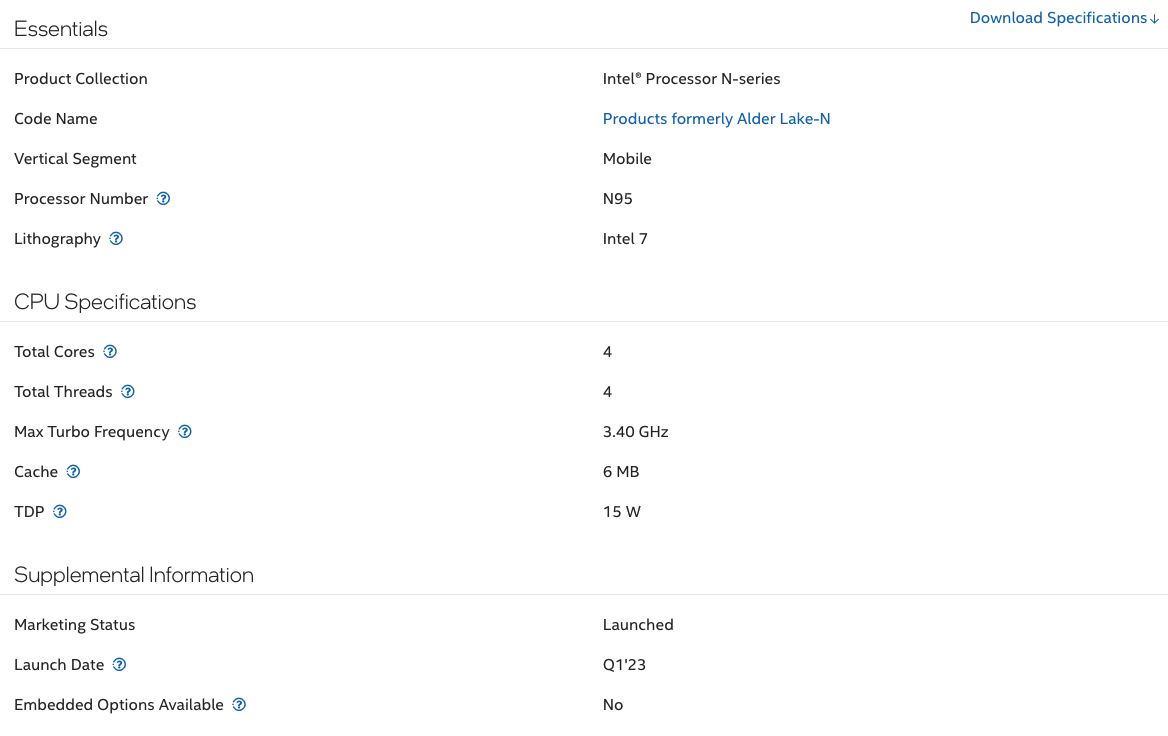 Essentials
Download Specifications↓
Product Collection Intel® Processor N-series
Code Name Products formerly Alder Lake-N
Vertical Segment Mobile
Processor Number ? N95
Lithography ? Intel 7
CPU Specifications
Total Cores ? 4
Total Threads ? 4
Max Turbo Frequency ? 3.40 GHz
Cache ? 6 MB
TDP ? 15 W
Supplemental Information
Marketing Status Launched
Launch Date ? Q1'23
Embedded Options Available ? No